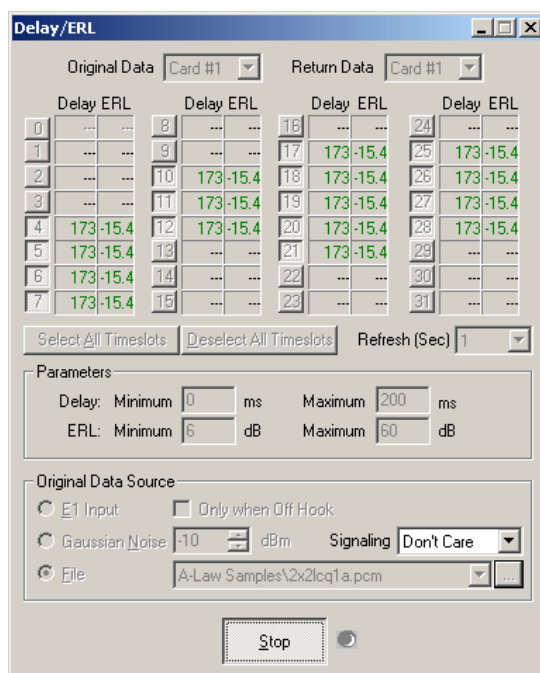 Delay/ERL
Original Data Card #1 Return Data Card #1
Delay ERL Delay ERL Delay ERL Delay ERL
0 --- --- 8 --- --- 16 --- --- 24 --- ---
1 --- --- 9 --- --- 17 173 -15.4 25 173 -15.4
2 --- --- 10 173 -15.4 18 173 -15.4 26 173 -15.4
3 --- --- 11 173 -15.4 19 173 -15.4 27 173 -15.4
4 173 -15.4 12 173 -15.4 20 173 -15.4 28 173 -15.4
5 173 -15.4 13 --- --- 21 173 -15.4 29 --- ---
6 173 -15.4 14 --- --- 22 --- --- 30 --- ---
7 173 -15.4 15 --- --- 23 --- --- 31 --- ---
Select All Timeslots Deselect All Timeslots Refresh (Sec) 1
Parameters
Delay: Minimum 0 ms Maximum 200 ms
ERL: Minimum 6 dB Maximum 60 dB
Original Data Source
E1 Input Only when Off Hook
Gaussian Noise -10 dBm Signaling Don't Care
File A-Law Samples\2x2lcq1a.pcm ...
Stop